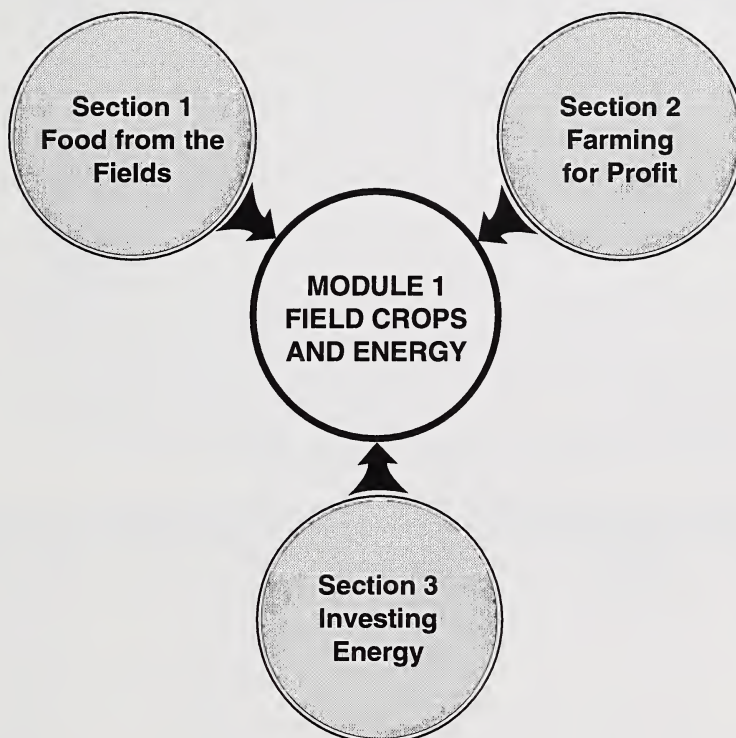 Section 1
Food from the
Fields
Section 2
Farming
for Profit
MODULE 1
FIELD CROPS
AND ENERGY
Section 3
Investing
Energy